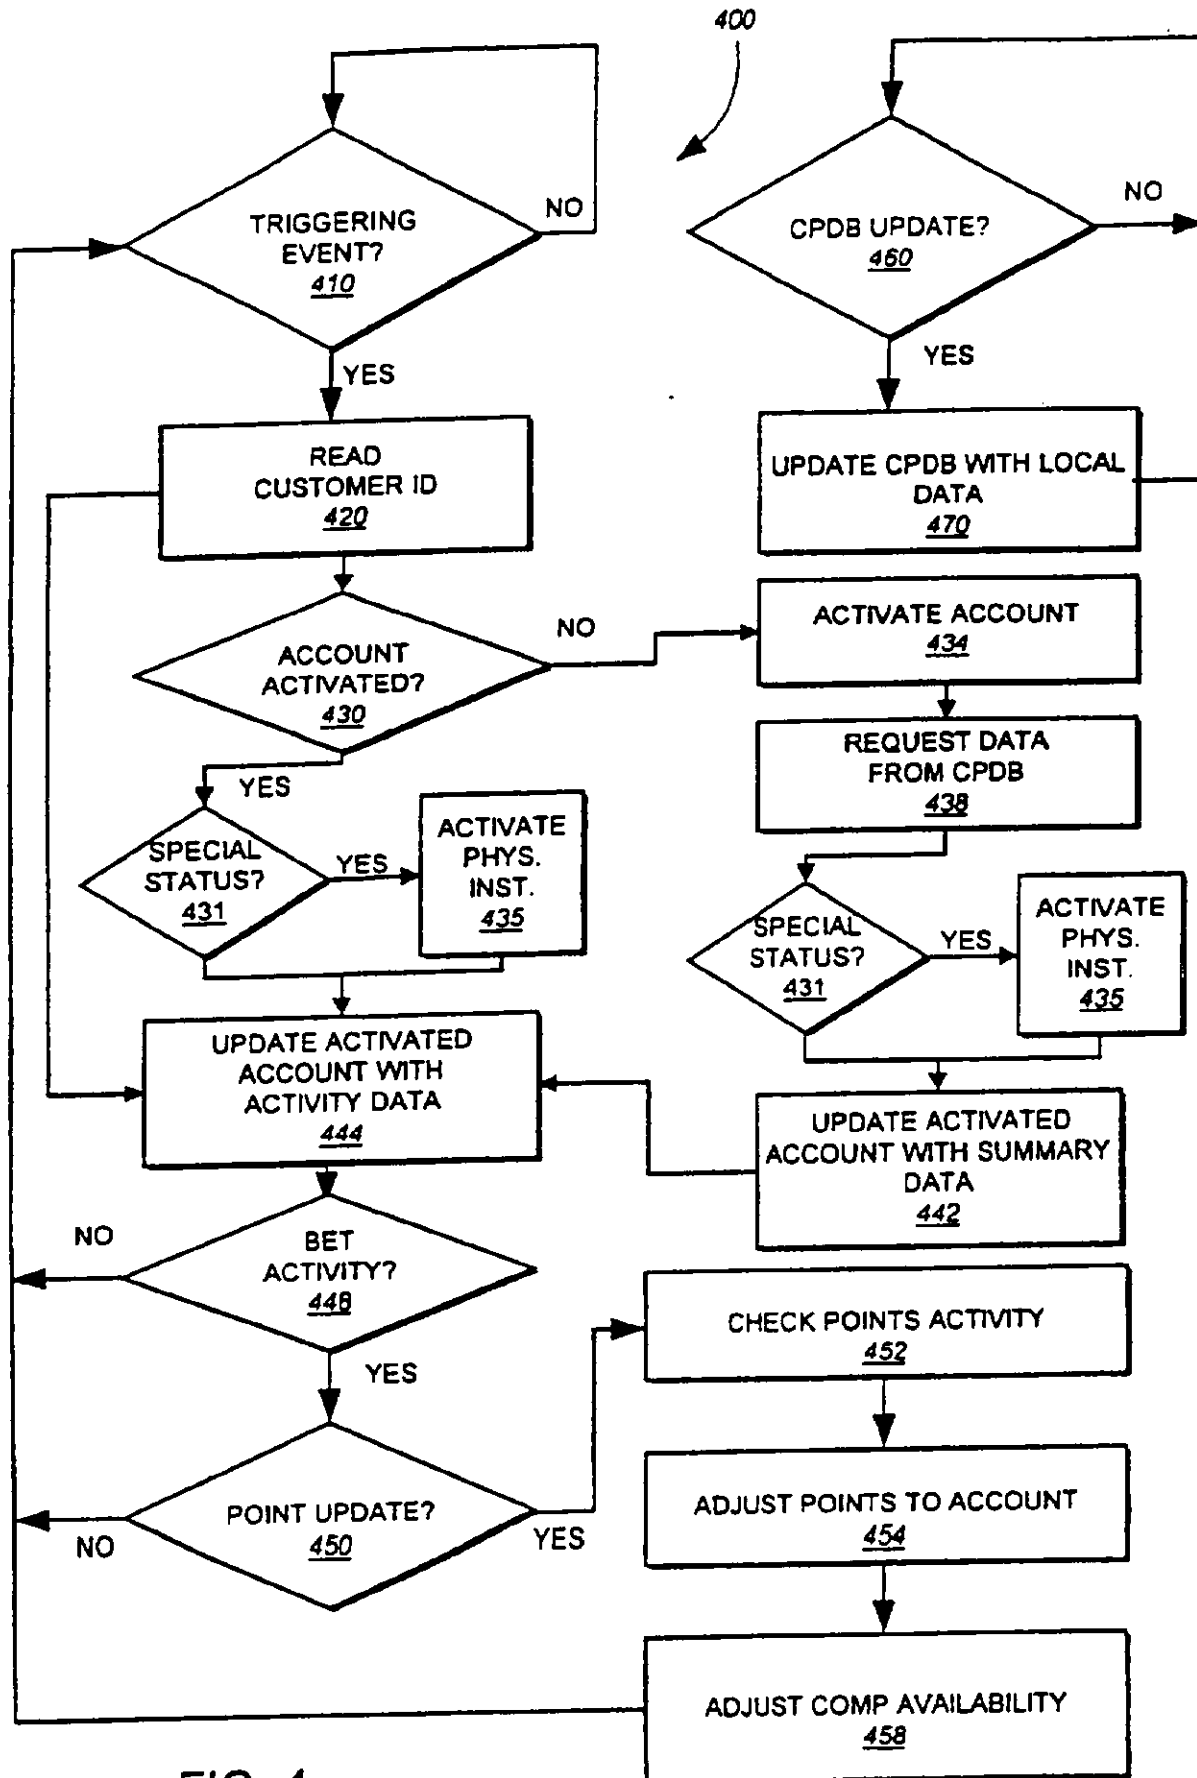 400
TRIGGERING
EVENT?
410
NO
YES
CPDB UPDATE?
460
NO
YES
READ
CUSTOMER ID
420
UPDATE CPDB WITH LOCAL
DATA
470
ACCOUNT
ACTIVATED?
430
NO
YES
ACTIVATE ACCOUNT
434
REQUEST DATA
FROM CPDB
438
SPECIAL
STATUS?
431
YES
ACTIVATE
PHYS.
INST.
435
SPECIAL
STATUS?
431
YES
ACTIVATE
PHYS.
INST.
435
UPDATE ACTIVATED
ACCOUNT WITH
ACTIVITY DATA
444
UPDATE ACTIVATED
ACCOUNT WITH SUMMARY
DATA
442
BET
ACTIVITY?
448
NO
YES
CHECK POINTS ACTIVITY
452
POINT UPDATE?
450
NO
YES
ADJUST POINTS TO ACCOUNT
454
ADJUST COMP AVAILABILITY
458